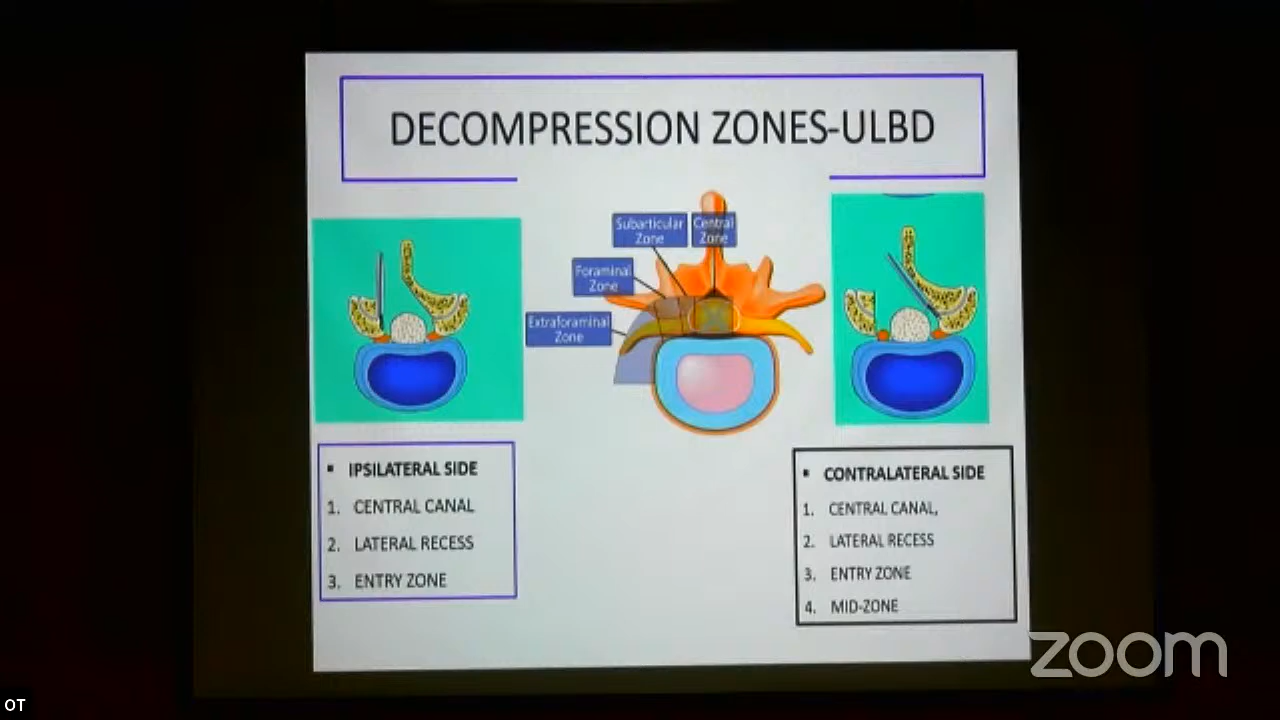 DECOMPRESSION ZONES-ULBD
Subarticular
Zone
Central
Zone
Foraminal
Zone
Extraforaminal
Zone
▪ IPSILATERAL SIDE
1. CENTRAL CANAL
2. LATERAL RECESS
3. ENTRY ZONE
▪ CONTRALATERAL SIDE
1. CENTRAL CANAL,
2. LATERAL RECESS
3. ENTRY ZONE
4. MID-ZONE
zoom
OT